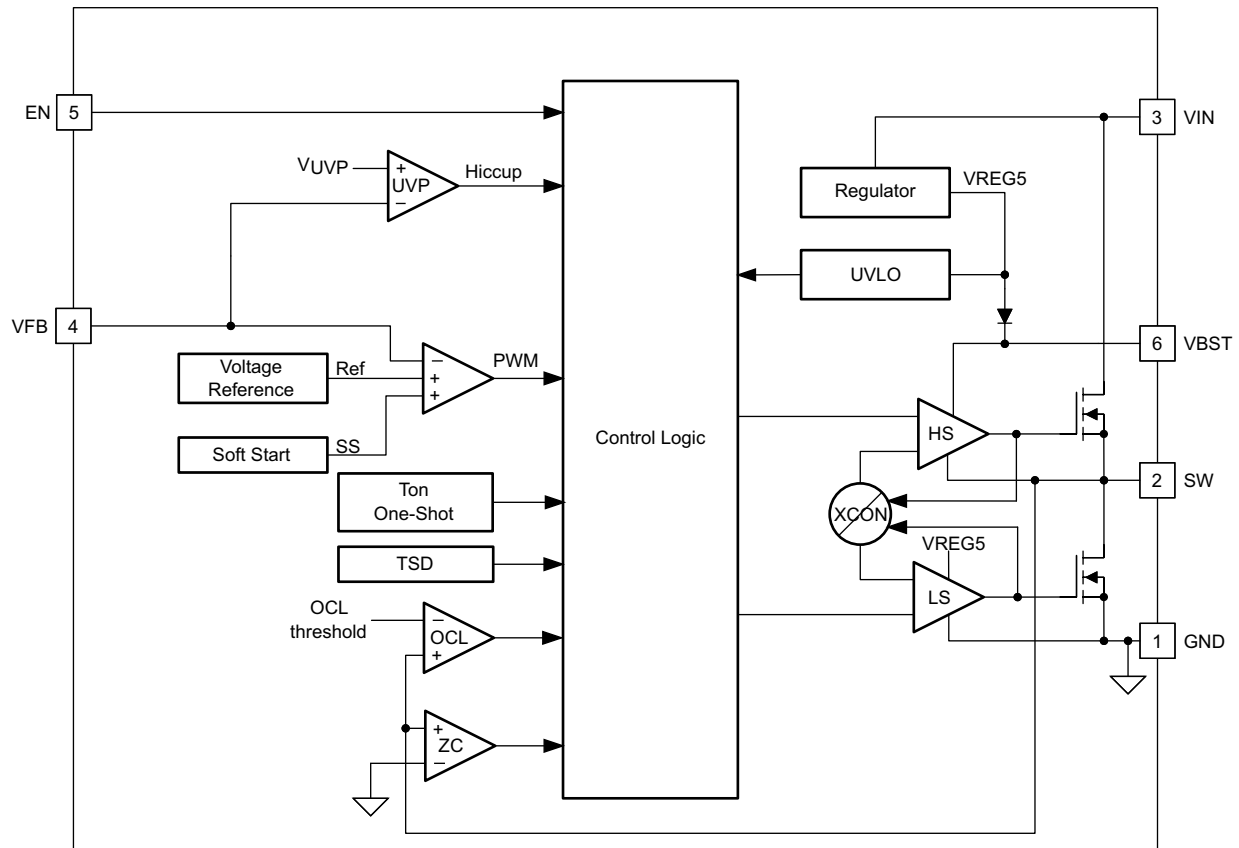 EN 5
3 VIN
VUVP
+
UVP
−
Hiccup
Regulator
VREG5
UVLO
VFB 4
6 VBST
Voltage
Reference
Ref
−
+
+
PWM
Soft Start
SS
Control Logic
HS
2 SW
Ton
One-Shot
XCON
TSD
VREG5
LS
OCL
threshold
−
OCL
+
1 GND
+
ZC
−